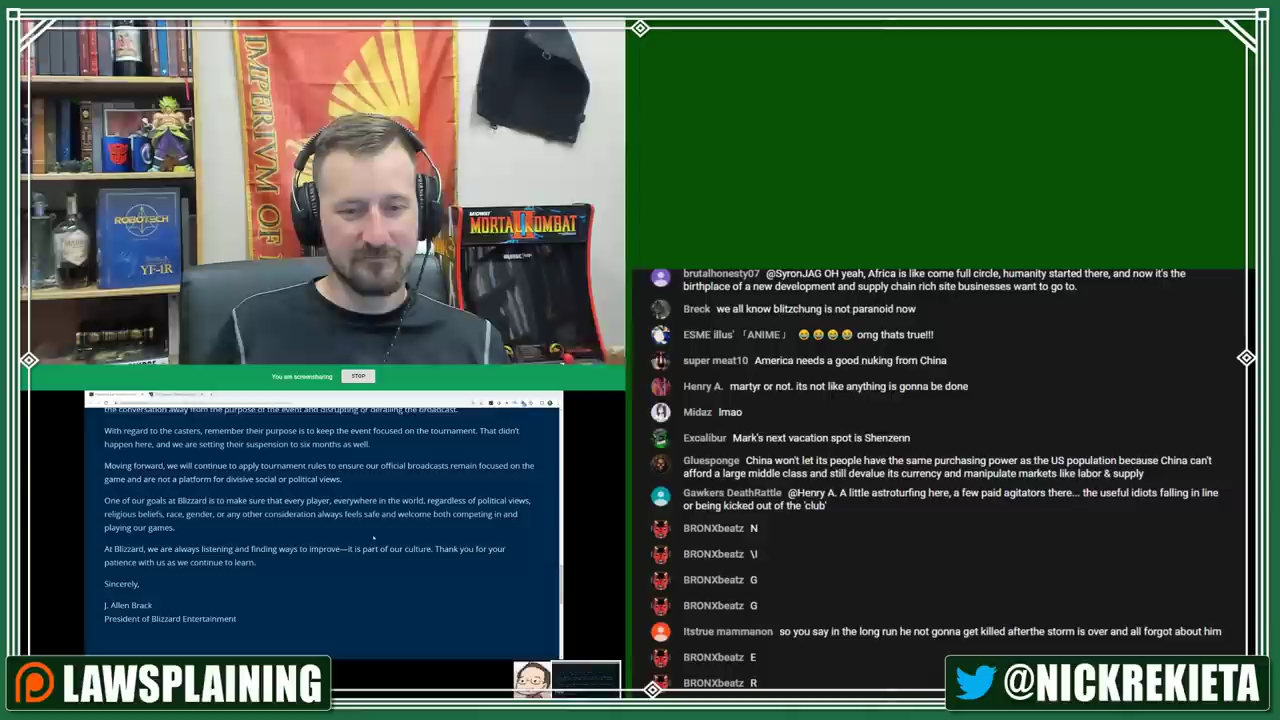 IMPERIVM OF
ROBOTECH
YF-1R
MIDWAY
MORTAL KOMBAT
II
You are screensharing
STOP
the conversation away from the purpose of the event and disrupting or derailing the broadcast.
With regard to the casters, remember their purpose is to keep the event focused on the tournament. That didn't
happen here, and we are setting their suspension to six months as well.
Moving forward, we will continue to apply tournament rules to ensure our official broadcasts remain focused on the
game and are not a platform for divisive social or political views.
One of our goals at Blizzard is to make sure that every player, everywhere in the world, regardless of political views,
religious beliefs, race, gender, or any other consideration always feels safe and welcome both competing in and
playing our games.
At Blizzard, we are always listening and finding ways to improve—it is part of our culture. Thank you for your
patience with us as we continue to learn.
Sincerely,
J. Allen Brack
President of Blizzard Entertainment
brutalhonesty07 @SyronJAG OH yeah, Africa is like come full circle, humanity started there, and now it's the
birthplace of a new development and supply chain rich site businesses want to go to.
Breck we all know blitzchung is not paranoid now
ESME illus' 「ANIME」 😂 😂 😂 😂 omg thats true!!!
super meat10 America needs a good nuking from China
Henry A. martyr or not. its not like anything is gonna be done
Midaz lmao
Excalibur Mark's next vacation spot is Shenzenn
Gluesponge China won't let its people have the same purchasing power as the US population because China can't
afford a large middle class and still devalue its currency and manipulate markets like labor & supply
Gawkers DeathRattle @Henry A. A little astroturfing here, a few paid agitators there... the useful idiots falling in line
or being kicked out of the 'club'
BRONXbeatz N
BRONXbeatz \I
BRONXbeatz G
BRONXbeatz G
Itstrue mammanon so you say in the long run he not gonna get killed afterthe storm is over and all forgot about him
BRONXbeatz E
BRONXbeatz R
LAWSPLAINING
@NICKREKIETA